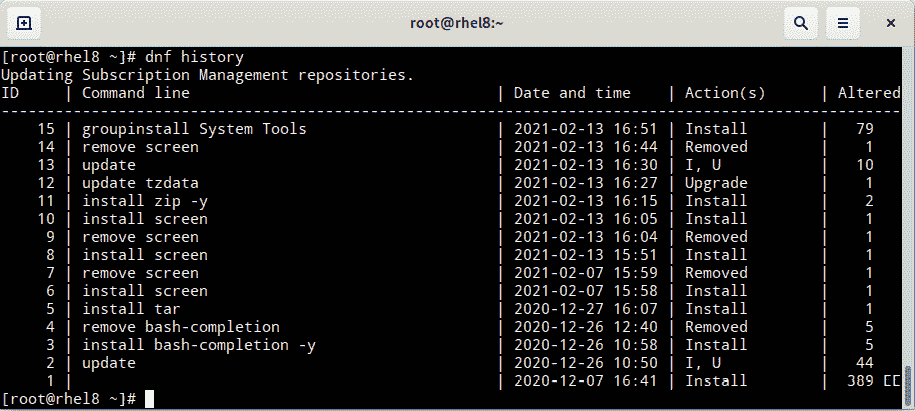 root@rhel8:~
[root@rhel8 ~]# dnf history
Updating Subscription Management repositories.
ID     | Command line                                  | Date and time    | Action(s)      | Altered
-----------------------------------------------------------------------------------------------------
    15 | groupinstall System Tools                     | 2021-02-13 16:51 | Install        |   79
    14 | remove screen                                 | 2021-02-13 16:44 | Removed        |    1
    13 | update                                        | 2021-02-13 16:30 | I, U           |   10
    12 | update tzdata                                 | 2021-02-13 16:27 | Upgrade        |    1
    11 | install zip -y                                | 2021-02-13 16:15 | Install        |    2
    10 | install screen                                | 2021-02-13 16:05 | Install        |    1
     9 | remove screen                                 | 2021-02-13 16:04 | Removed        |    1
     8 | install screen                                | 2021-02-13 15:51 | Install        |    1
     7 | remove screen                                 | 2021-02-07 15:59 | Removed        |    1
     6 | install screen                                | 2021-02-07 15:58 | Install        |    1
     5 | install tar                                   | 2020-12-27 16:07 | Install        |    1
     4 | remove bash-completion                        | 2020-12-26 12:40 | Removed        |    5
     3 | install bash-completion -y                    | 2020-12-26 10:58 | Install        |    5
     2 | update                                        | 2020-12-26 10:50 | I, U           |   44
     1 |                                               | 2020-12-07 16:41 | Install        |  389 EE
[root@rhel8 ~]#